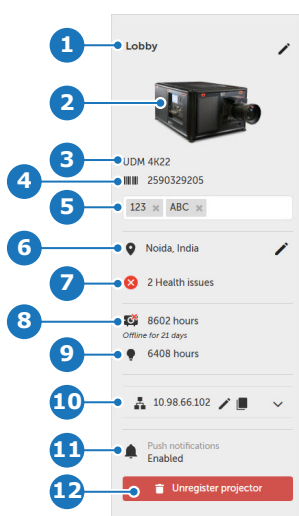 1 Lobby
2
3 UDM 4K22
4 2590329205
5 123 × ABC ×
6 Noida, India
7 2 Health issues
8 8602 hours
Offline for 21 days
9 6408 hours
10 10.98.66.102
11 Push notifications
Enabled
12 Unregister projector